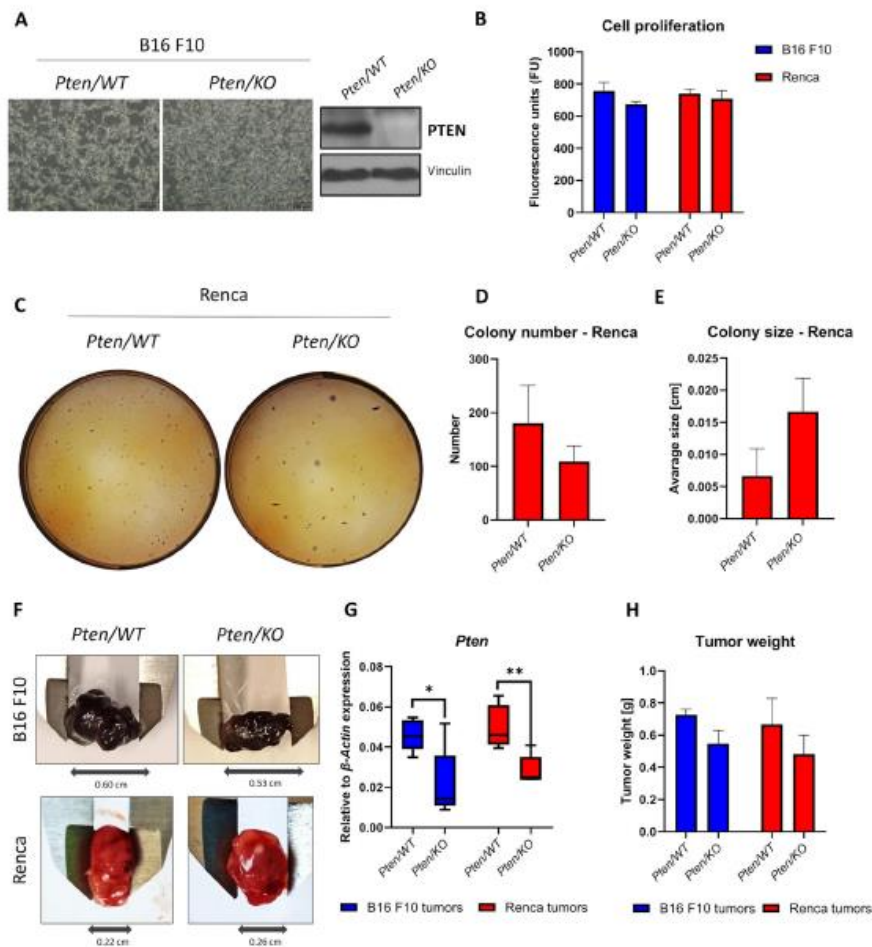 A
B16 F10
Pten/WT
Pten/KO
Pten/WT
Pten/KO
PTEN
Vinculin
B
Cell proliferation
Fluorescence units (FU)
1000
800
600
400
200
0
Pten/WT
Pten/KO
Pten/WT
Pten/KO
B16 F10
Renca
C
Renca
Pten/WT
Pten/KO
D
Colony number - Renca
Number
300
200
100
0
Pten/WT
Pten/KO
E
Colony size - Renca
Avarage size [cm]
0.025
0.020
0.015
0.010
0.005
0.000
Pten/WT
Pten/KO
F
Pten/WT
Pten/KO
B16 F10
0.60 cm
0.53 cm
Renca
0.22 cm
0.26 cm
G
Pten
Relative to β-Actin expression
0.08
0.06
0.04
0.02
0.00
*
**
Pten/WT
Pten/KO
Pten/WT
Pten/KO
B16 F10 tumors
Renca tumors
H
Tumor weight
Tumor weight [g]
1.0
0.8
0.6
0.4
0.2
0.0
Pten/WT
Pten/KO
Pten/WT
Pten/KO
B16 F10 tumors
Renca tumors